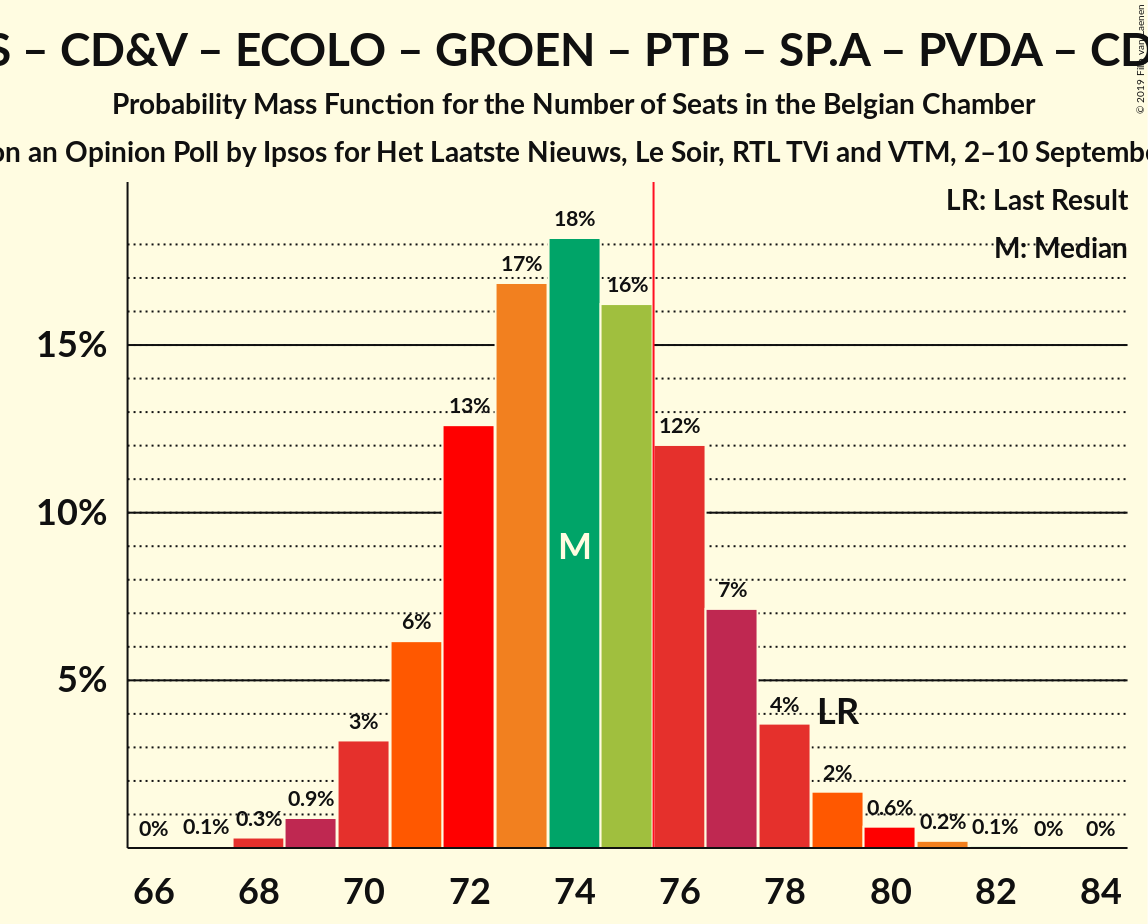 S – CD&V – ECOLO – GROEN – PTB – SP.A – PVDA – CD
Probability Mass Function for the Number of Seats in the Belgian Chamber
on an Opinion Poll by Ipsos for Het Laatste Nieuws, Le Soir, RTL TVi and VTM, 2–10 Septembe
© 2019 Filip van Laenen
LR: Last Result
M: Median
18%
17%
16%
15%
13%
12%
10%
M
7%
6%
5%
4%
LR
3%
2%
0.9%
0.6%
0.3%
0.2%
0.1%
0.1%
0%
0%
0%
66 68 70 72 74 76 78 80 82 84